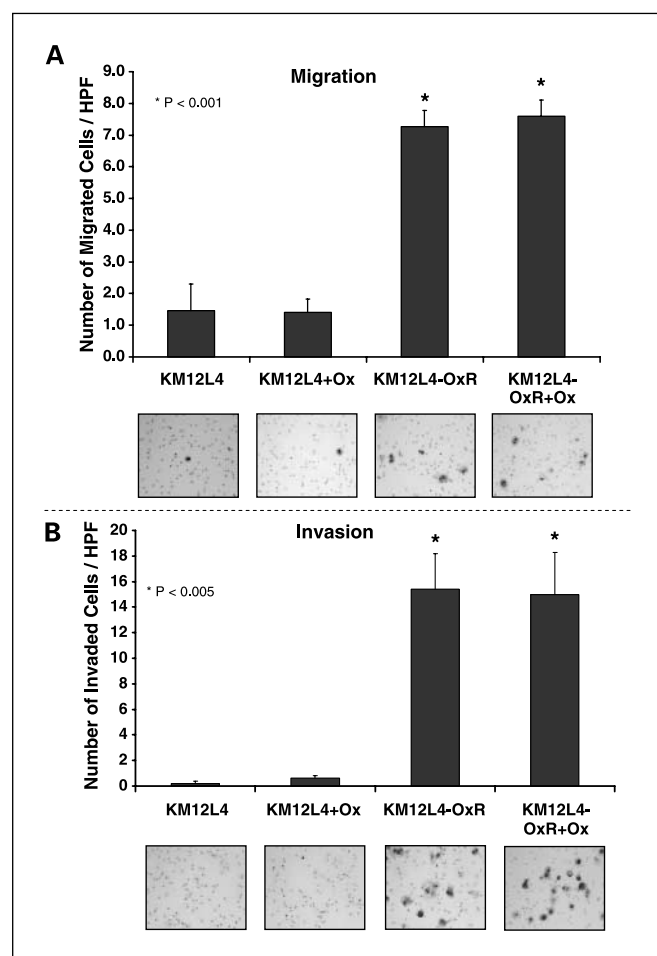 A
Migration
* P < 0.001
Number of Migrated Cells / HPF
9.0
8.0
7.0
6.0
5.0
4.0
3.0
2.0
1.0
0.0
*
*
KM12L4
KM12L4+Ox
KM12L4-OxR
KM12L4-
OxR+Ox
B
Invasion
* P < 0.005
Number of Invaded Cells / HPF
20
18
16
14
12
10
8
6
4
2
0
*
*
KM12L4
KM12L4+Ox
KM12L4-OxR
KM12L4-
OxR+Ox